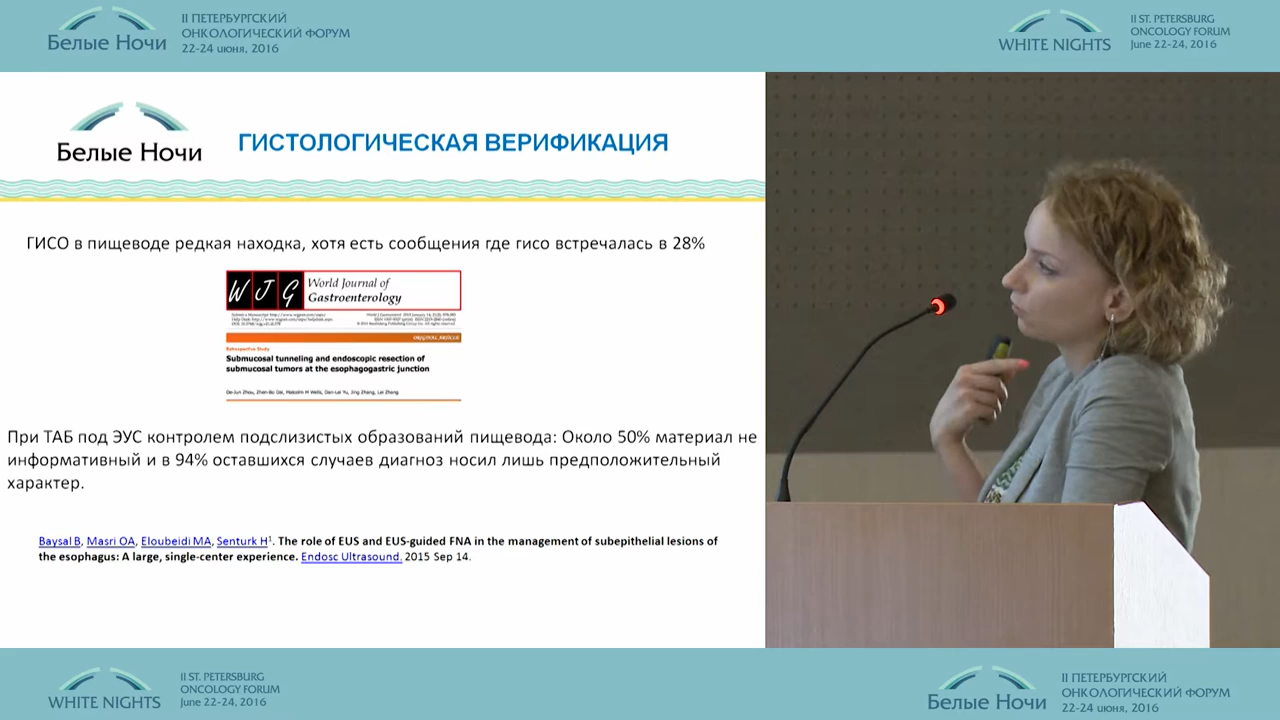 Белые Ночи
II ПЕТЕРБУРГСКИЙ
ОНКОЛОГИЧЕСКИЙ ФОРУМ
22-24 июня, 2016
WHITE NIGHTS
II ST. PETERSBURG
ONCOLOGY FORUM
June 22-24, 2016
Белые Ночи
ГИСТОЛОГИЧЕСКАЯ ВЕРИФИКАЦИЯ
ГИСО в пищеводе редкая находка, хотя есть сообщения где гисо встречалась в 28%
WJG
World Journal of
Gastroenterology
ORIGINAL ARTICLE
Retrospective Study
Submucosal tunneling and endoscopic resection of
submucosal tumors at the esophagogastric junction
При ТАБ под ЭУС контролем подслизистых образований пищевода: Около 50% материал не
информативный и в 94% оставшихся случаев диагноз носил лишь предположительный
характер.
Baysal B, Masri OA, Eloubeidi MA, Senturk H¹. The role of EUS and EUS-guided FNA in the management of subepithelial lesions of
the esophagus: A large, single-center experience. Endosc Ultrasound. 2015 Sep 14.
WHITE NIGHTS
II ST. PETERSBURG
ONCOLOGY FORUM
June 22-24, 2016
Белые Ночи
II ПЕТЕРБУРГСКИЙ
ОНКОЛОГИЧЕСКИЙ ФОРУМ
22-24 июня, 2016